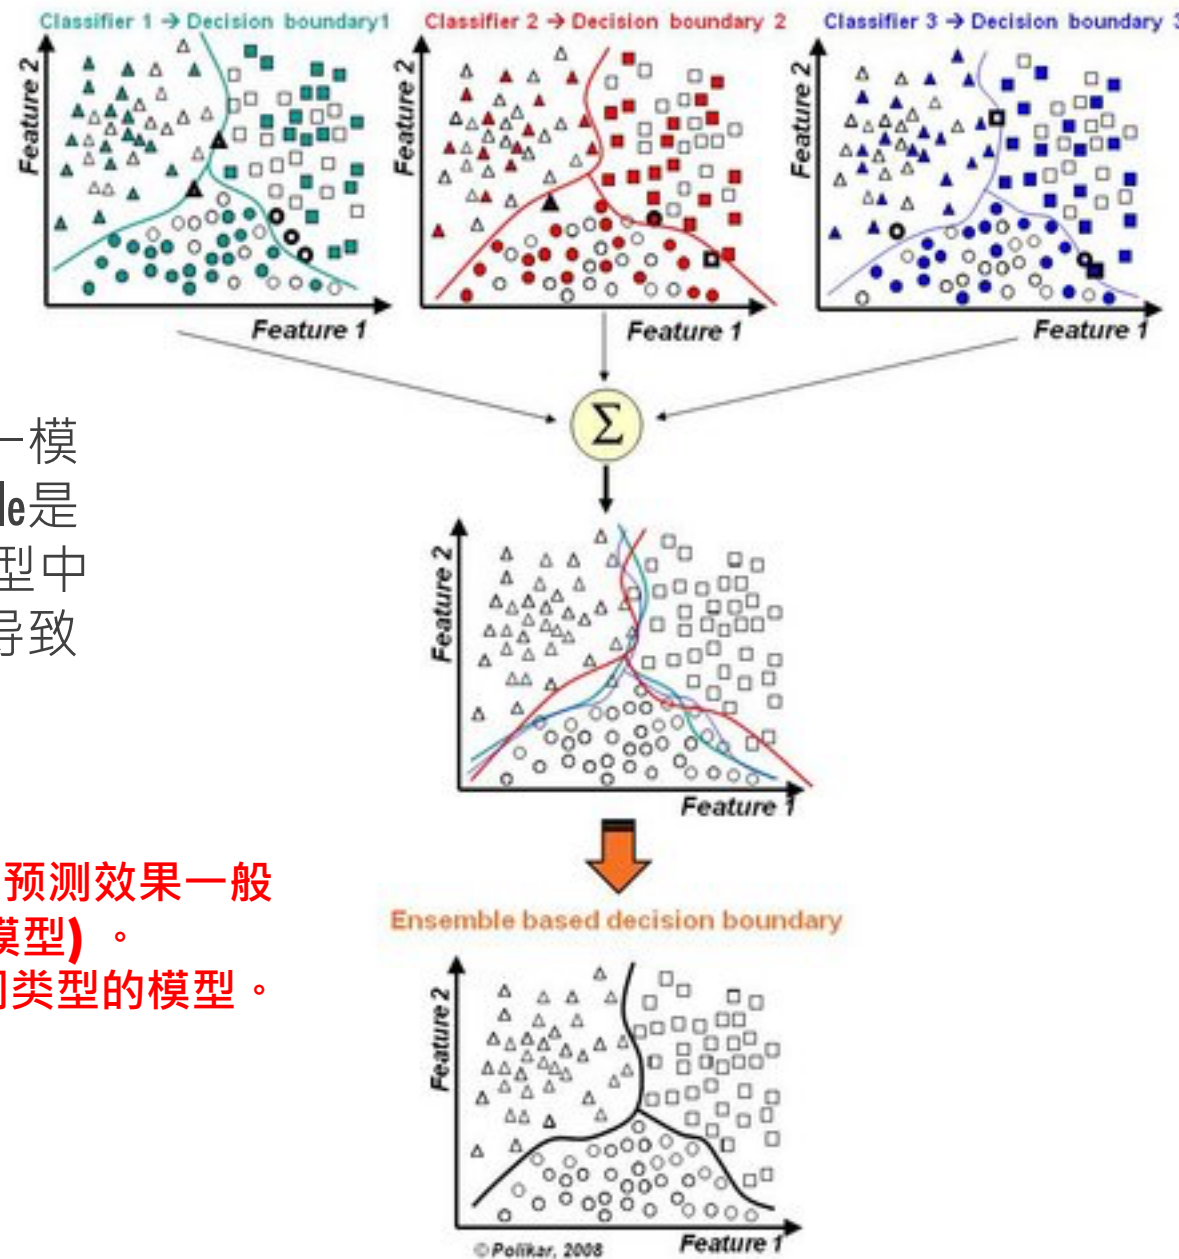 Classifier 1 → Decision boundary1
Classifier 2 → Decision boundary 2
Classifier 3 → Decision boundary 3
Feature 2
Feature 1
Feature 2
Feature 1
Feature 2
Feature 1
Σ
一模
le是
型中
导致
Feature 2
Feature 1
预测效果一般
模型) 。
类型的模型。
Ensemble based decision boundary
Feature 2
Feature 1
©Polikar, 2008